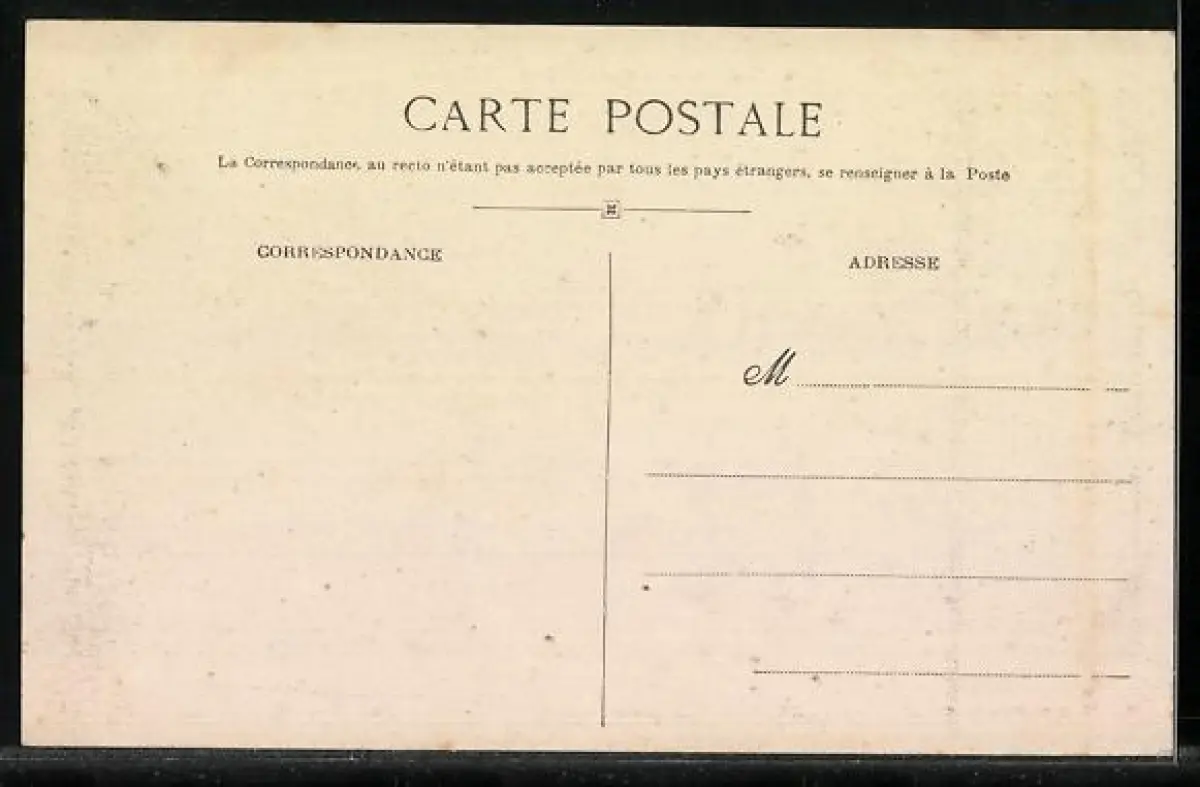 CARTE POSTALE
La Correspondance au recto n'étant pas acceptée par tous les pays étrangers, se renseigner à la Poste
CORRESPONDANCE
ADRESSE
M